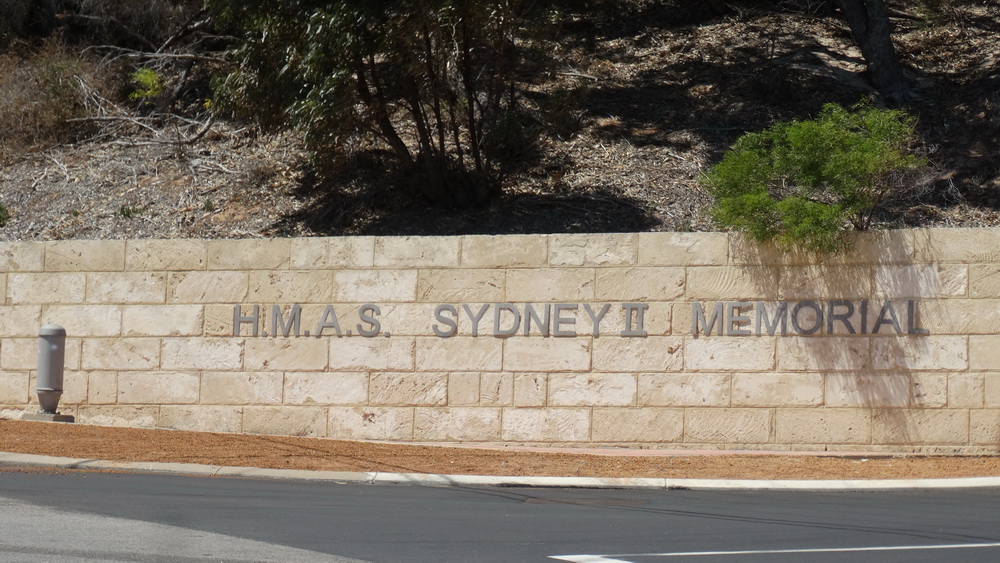 H.M.A.S. SYDNEY II MEMORIAL